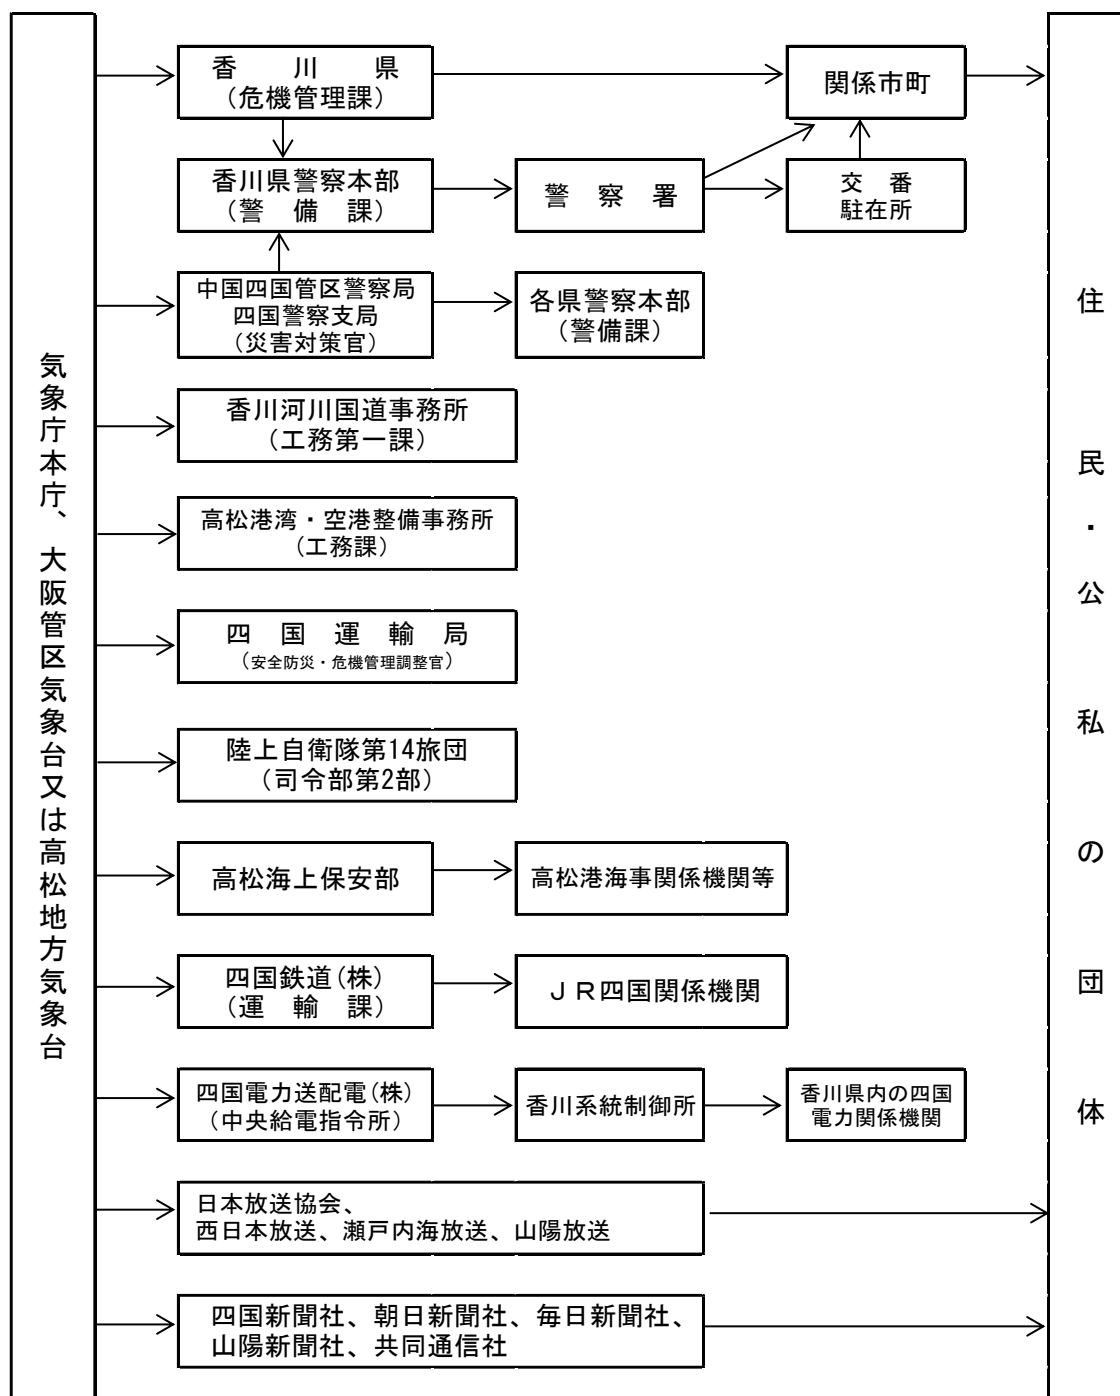 気象庁本庁、大阪管区気象台又は高松地方気象台
香川県
（危機管理課）
関係市町
香川県警察本部
（警備課）
警察署
交番
駐在所
中国四国管区警察局
四国警察支局
（災害対策官）
各県警察本部
（警備課）
香川河川国道事務所
（工務第一課）
高松港湾・空港整備事務所
（工務課）
四国運輸局
（安全防災・危機管理調整官）
陸上自衛隊第14旅団
（司令部第2部）
高松海上保安部
高松港海事関係機関等
四国鉄道(株)
（運輸課）
ＪＲ四国関係機関
四国電力送配電(株)
（中央給電指令所）
香川系統制御所
香川県内の四国
電力関係機関
日本放送協会、
西日本放送、瀬戸内海放送、山陽放送
四国新聞社、朝日新聞社、毎日新聞社、
山陽新聞社、共同通信社
住民・公私の団体